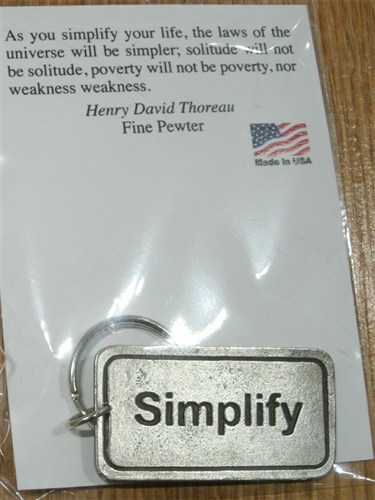 As you simplify your life, the laws of the
universe will be simpler; solitude will not
be solitude, poverty will not be poverty, nor
weakness weakness.
Henry David Thoreau
Fine Pewter
Made in USA
Simplify